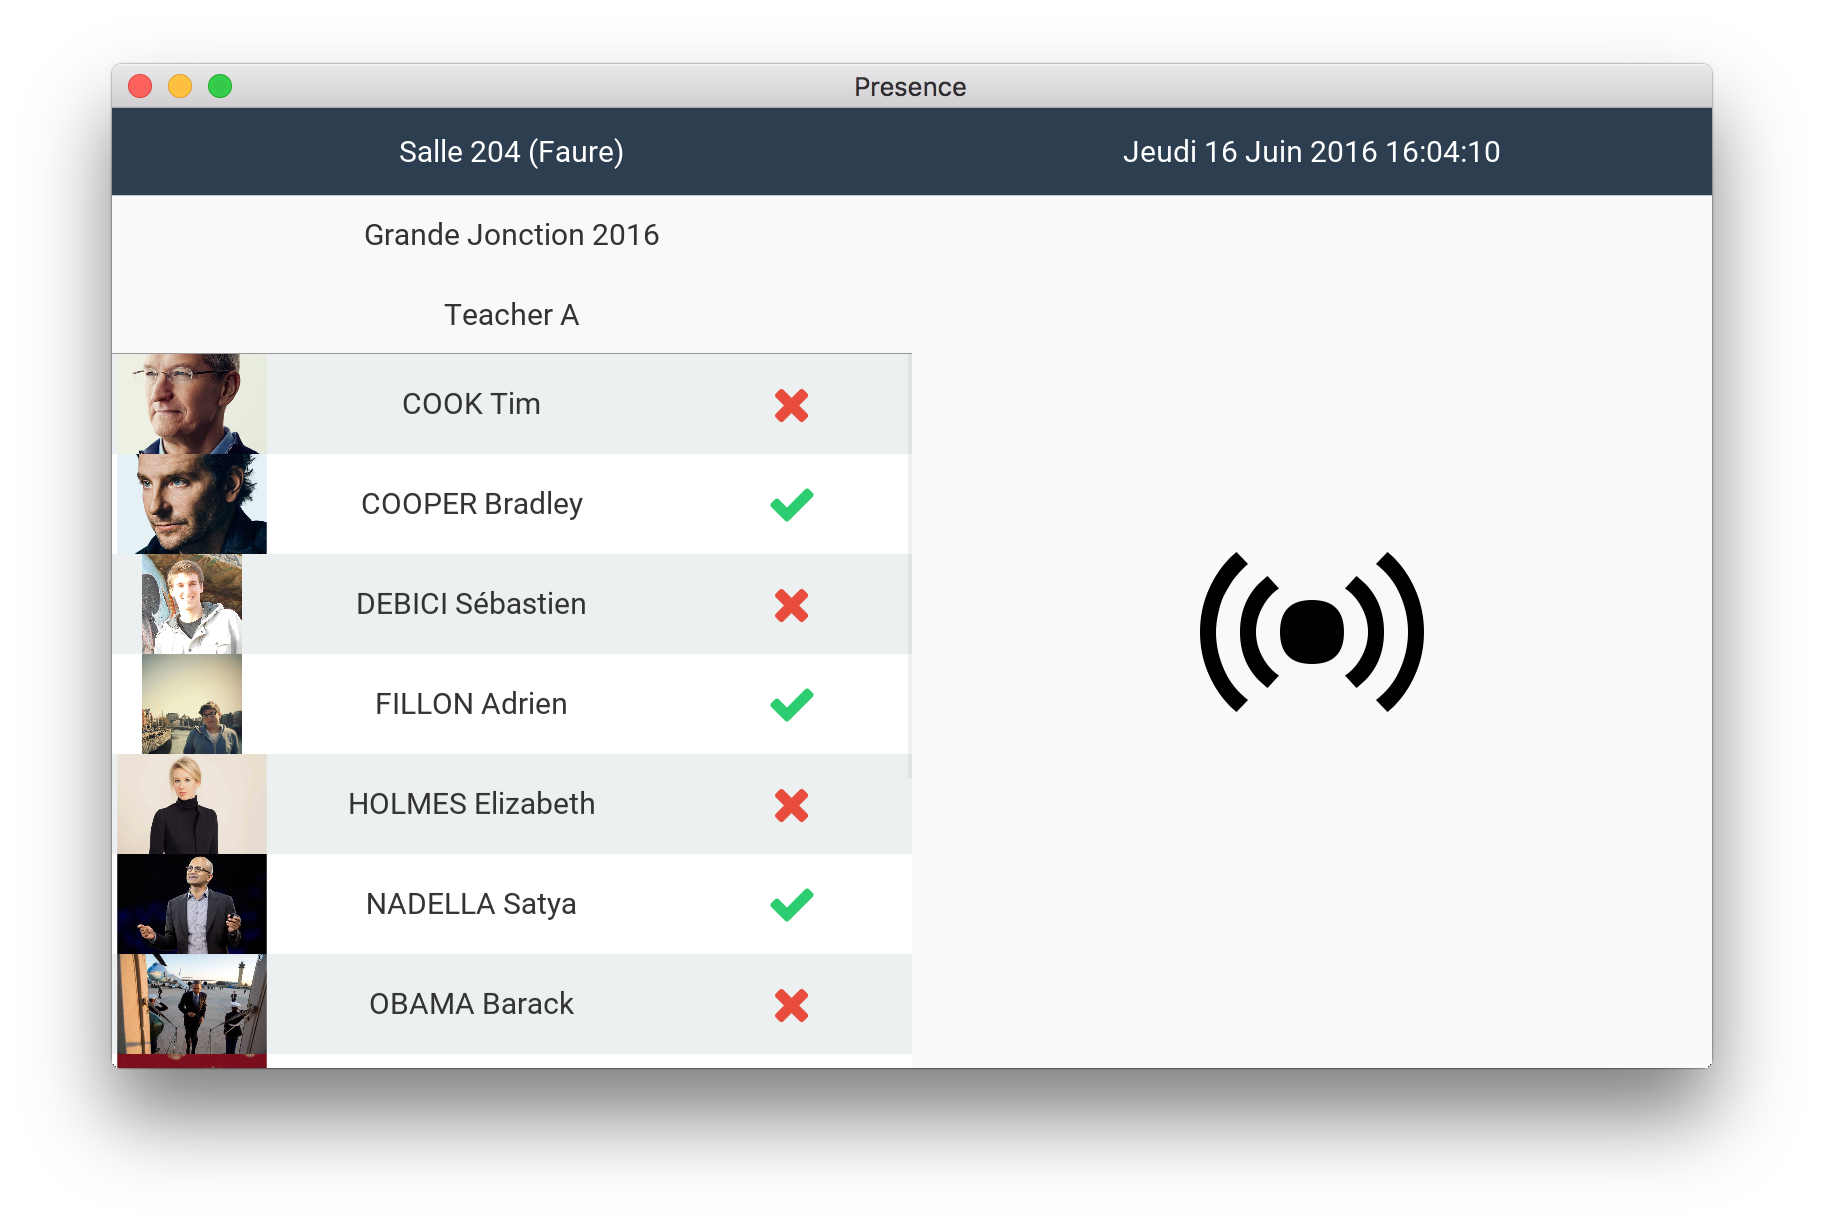 Presence
Salle 204 (Faure)
Jeudi 16 Juin 2016 16:04:10
Grande Jonction 2016
Teacher A
COOK Tim
COOPER Bradley
DEBICI Sébastien
FILLON Adrien
HOLMES Elizabeth
NADELLA Satya
OBAMA Barack